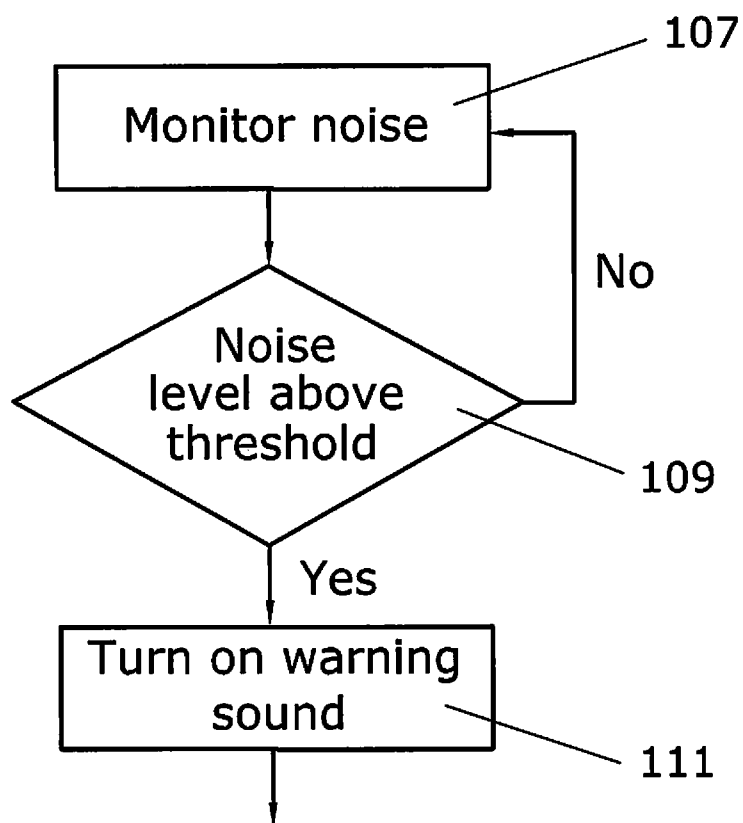 107
Monitor noise
No
Noise
level above
threshold
109
Yes
Turn on warning
sound
111